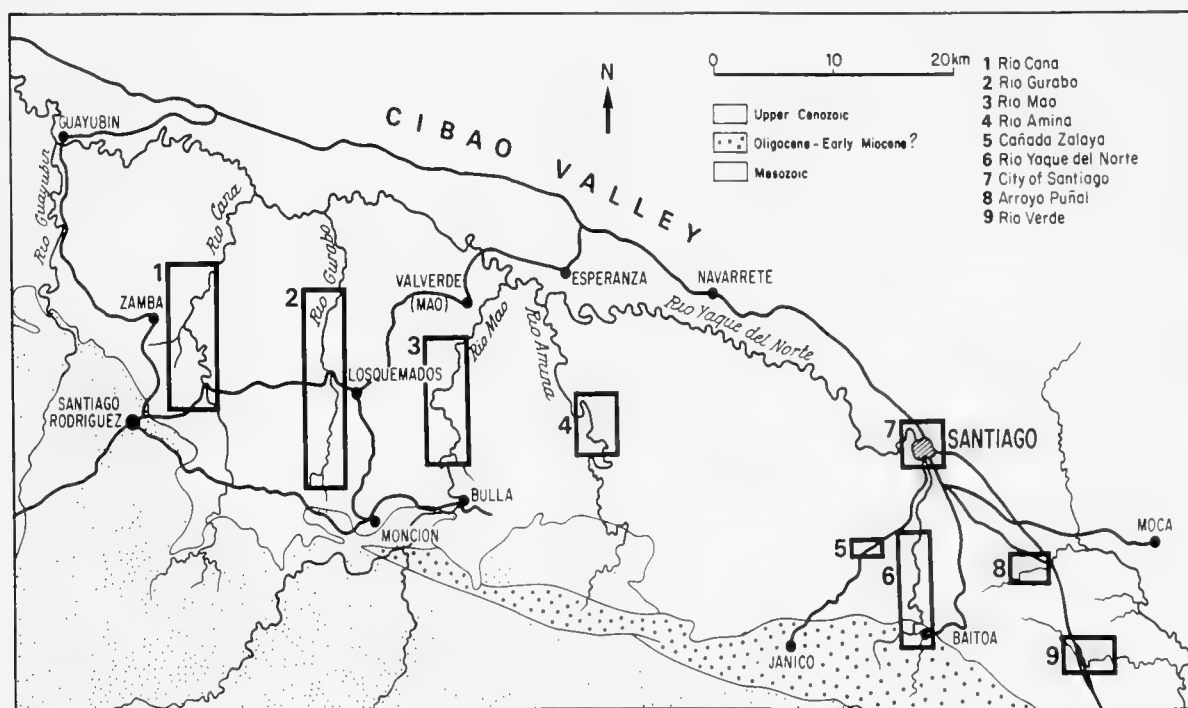 0 10 20 km
N
Upper Cenozoic
Oligocene - Early Miocene?
Mesozoic
1 Rio Cana
2 Rio Gurabo
3 Rio Mao
4 Rio Amina
5 Cañada Zalaya
6 Rio Yaque del Norte
7 City of Santiago
8 Arroyo Puñal
9 Rio Verde
CIBAO VALLEY
GUAYUBIN
Rio Guayubin
Rio Cana
Rio Gurabo
1
ZAMBA
2
VALVERDE
(MAO)
ESPERANZA
NAVARRETE
Rio Mao
Rio Amina
Rio Yaque del Norte
3
LOSQUEMADOS
SANTIAGO
RODRIGUEZ
4
7
SANTIAGO
BULLA
MONCION
MOCA
5
6
8
BAITOA
JANICO
9